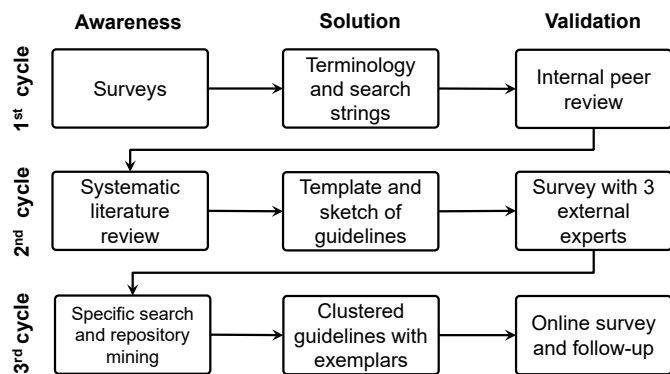 Awareness
Solution
Validation
1st cycle
Surveys
Terminology
and search
strings
Internal peer
review
2nd cycle
Systematic
literature
review
Template and
sketch of
guidelines
Survey with 3
external
experts
3rd cycle
Specific search
and repository
mining
Clustered
guidelines with
exemplars
Online survey
and follow-up